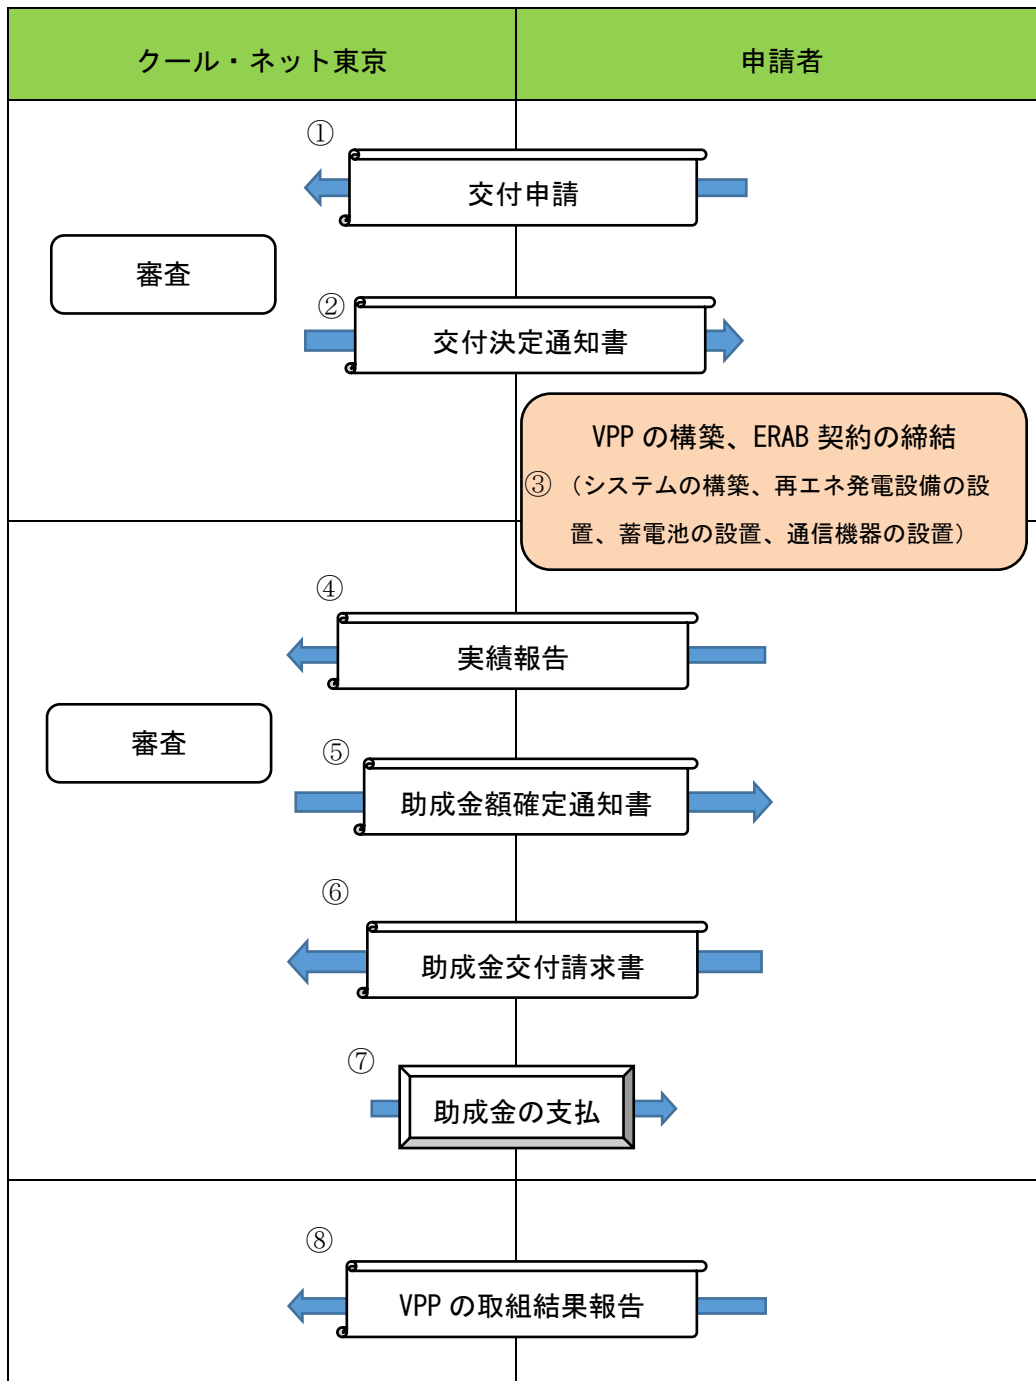 クール・ネット東京
申請者
①
交付申請
審査
②
交付決定通知書
VPP の構築、ERAB 契約の締結
③ （システムの構築、再エネ発電設備の設
置、蓄電池の設置、通信機器の設置）
④
実績報告
審査
⑤
助成金額確定通知書
⑥
助成金交付請求書
⑦
助成金の支払
⑧
VPP の取組結果報告